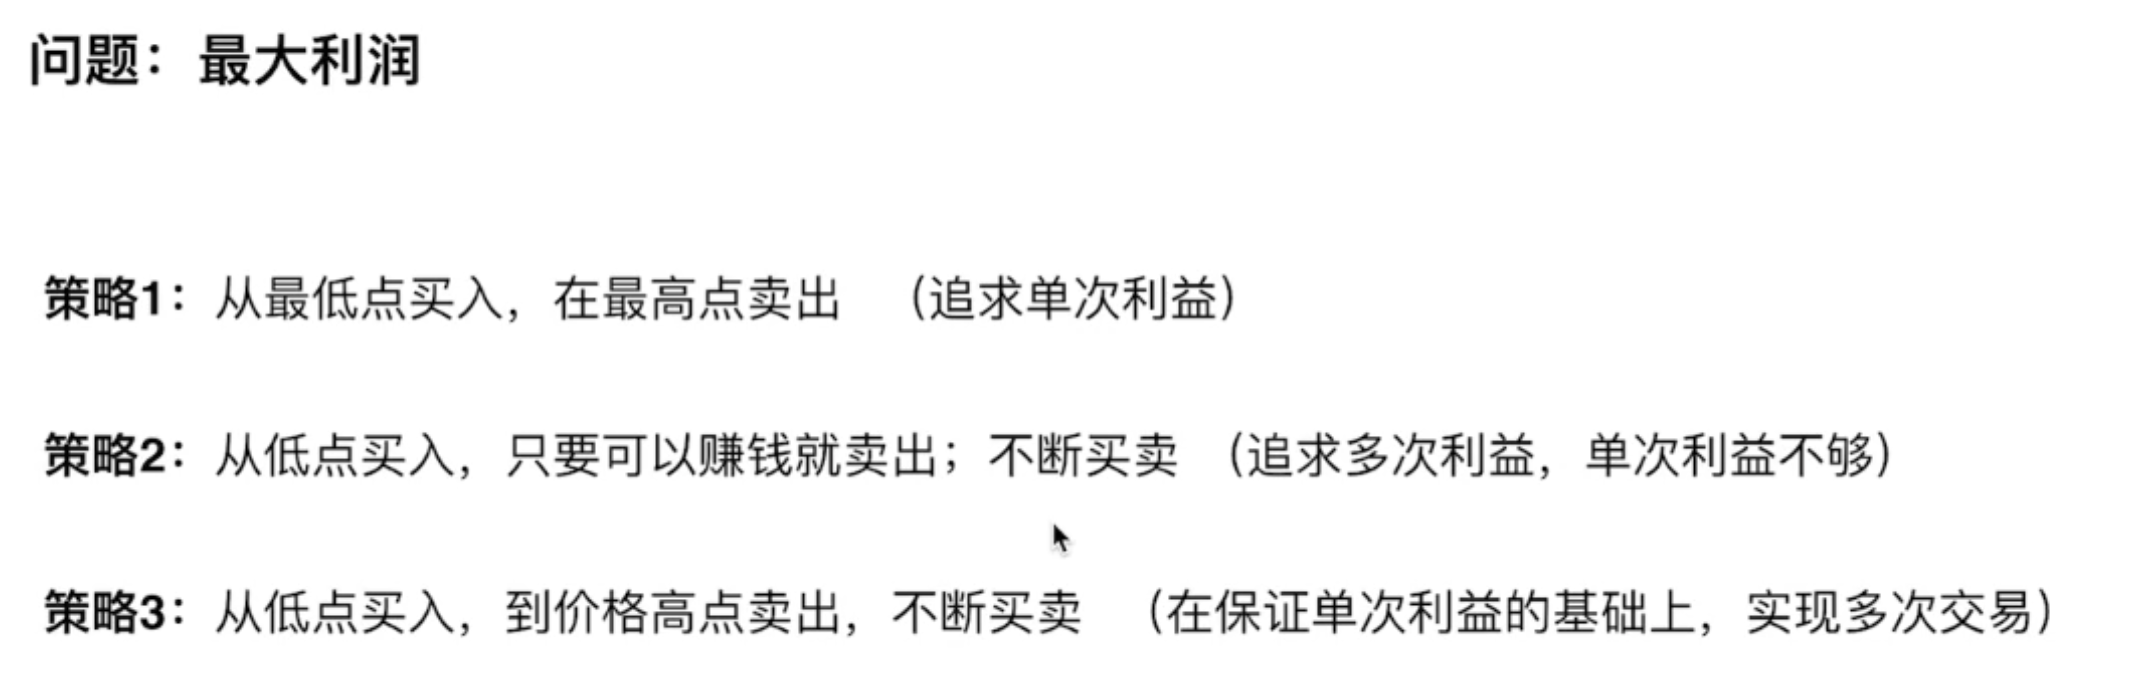 问题：最大利润
策略1：从最低点买入，在最高点卖出 （追求单次利益）
策略2：从低点买入，只要可以赚钱就卖出；不断买卖 （追求多次利益，单次利益不够）
策略3：从低点买入，到价格高点卖出，不断买卖 （在保证单次利益的基础上，实现多次交易）